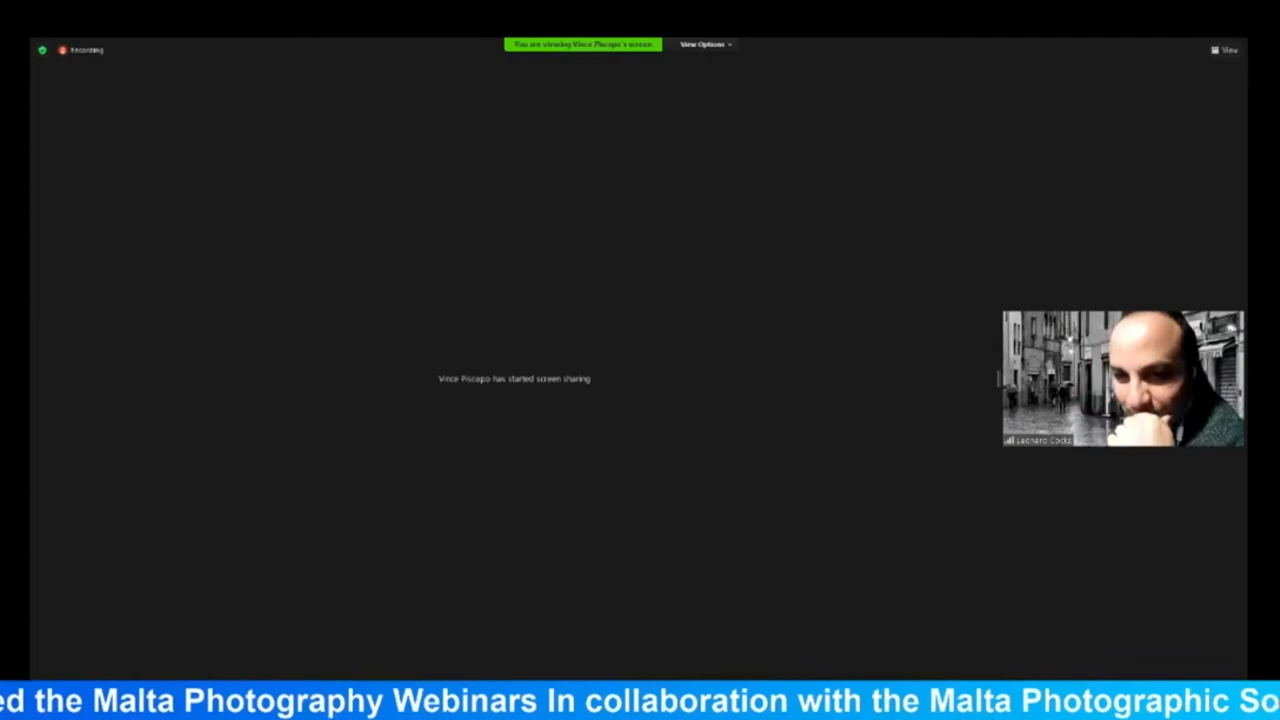 Recording
You are viewing Vince Piscopo's screen
View Options
View
Vince Piscopo has started screen sharing
Leonard Cocks
ed the Malta Photography Webinars In collaboration with the Malta Photographic So